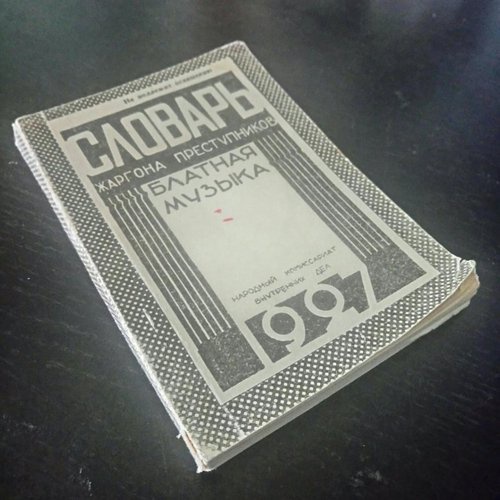 Не подлежит оглашению
СЛОВАРЬ
ЖАРГОНА ПРЕСТУПНИКОВ
БЛАТНАЯ
МУЗЫКА
НАРОДНЫЙ КОМИССАРИАТ
ВНУТРЕННИХ ДЕЛ
1927